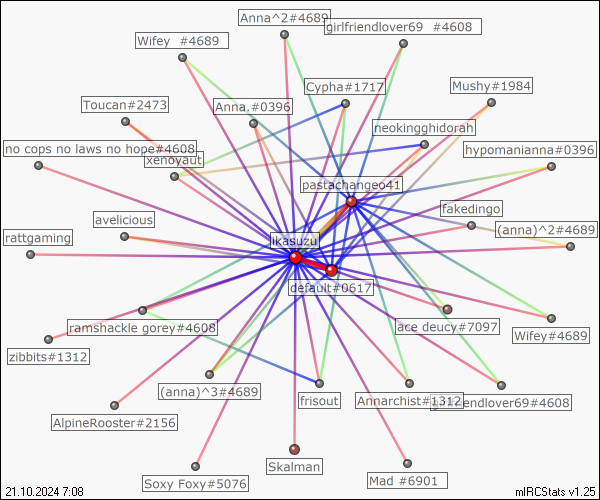 Anna^2#4689
girlfriendlover69 #4608
Wifey #4689
Cypha#1717
Mushy#1984
Toucan#2473
Anna.#0396
neokingghidorah
no cops no laws no hope#4608
xenoyaut
hypomanianna#0396
pastachangeo41
fakedingo
avelicious
(anna)^2#4689
rattgaming
ikasuzu
default#0617
ramshackle gorey#4608
ace deucy#7097
Wifey#4689
zibbits#1312
(anna)^3#4689
frisout
Annarchist#1312
girlfriendlover69#4608
AlpineRooster#2156
Skalman
Soxy Foxy#5076
Mad #6901
21.10.2024 7:08
mIRCStats v1.25